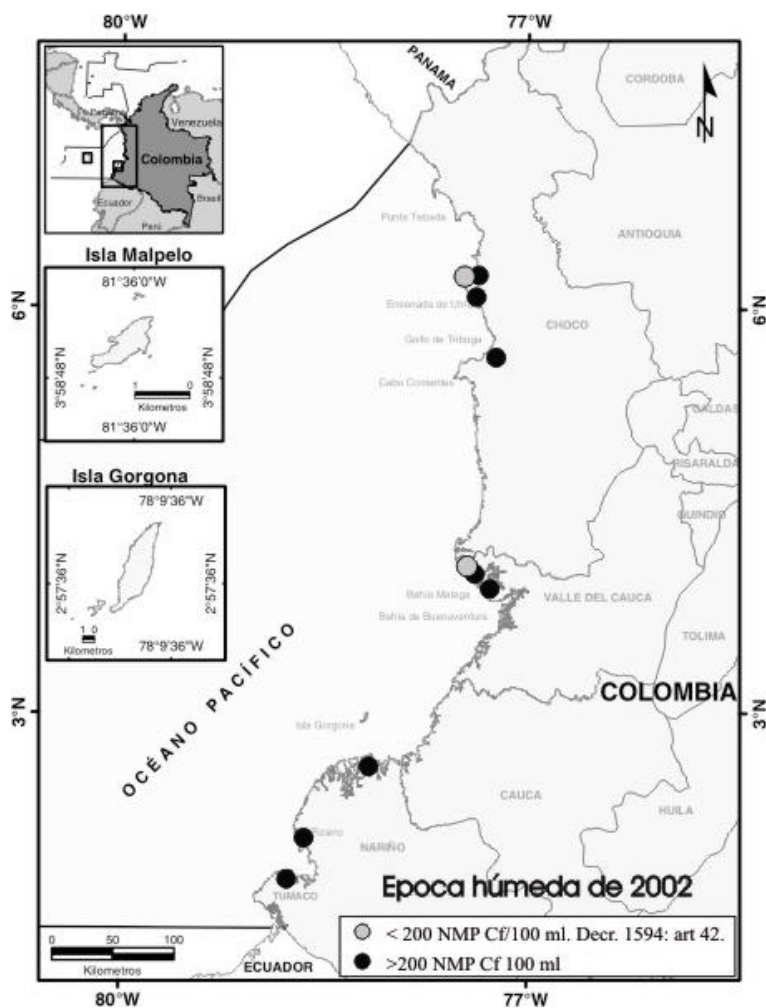 80°W
77°W
PANAMA
CORDOBA
N
Panamá
Venezuela
Colombia
Ecuador
Brasil
Perú
Punta Tebada
ANTIOQUIA
Isla Malpelo
81°36'0"W
3°58'48"N
3°58'48"N
1 0
Kilometros
81°36'0"W
6°N
6°N
Ensenada de Utria
CHOCO
Golfo de Tribuga
Cabo Corrientes
CALDAS
RISARALDA
QUINDIO
Isla Gorgona
78°9'36"W
2°57'36"N
2°57'36"N
1 0
Kilometros
78°9'36"W
Bahia Malaga
VALLE DEL CAUCA
Bahia de Buenaventura
TOLIMA
OCÉANO PACÍFICO
COLOMBIA
3°N
3°N
Isla Gorgona
CAUCA
HUILA
NARIÑO
TUMACO
Epoca húmeda de 2002
< 200 NMP Cf/100 ml. Decr. 1594: art 42.
>200 NMP Cf 100 ml
0 50 100
Kilometros
ECUADOR
80°W
77°W